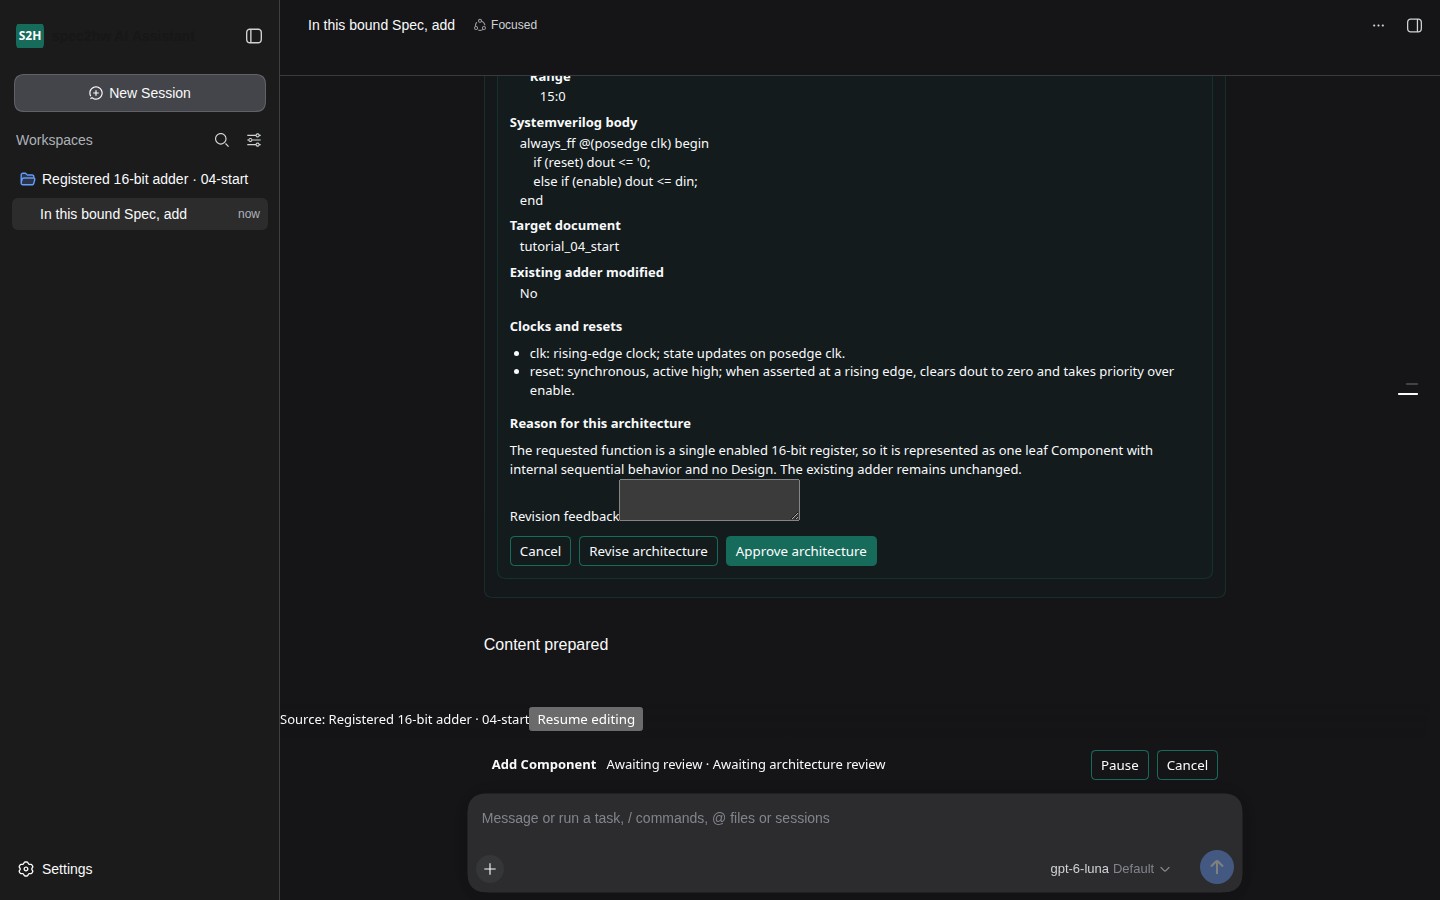 S2H
In this bound Spec, add
Focused
New Session
Workspaces
Registered 16-bit adder · 04-start
In this bound Spec, add
now
Range
15:0
Systemverilog body
always_ff @(posedge clk) begin
if (reset) dout <= '0;
else if (enable) dout <= din;
end
Target document
tutorial_04_start
Existing adder modified
No
Clocks and resets
clk: rising-edge clock; state updates on posedge clk.
reset: synchronous, active high; when asserted at a rising edge, clears dout to zero and takes priority over
enable.
Reason for this architecture
The requested function is a single enabled 16-bit register, so it is represented as one leaf Component with
internal sequential behavior and no Design. The existing adder remains unchanged.
Revision feedback
Cancel
Revise architecture
Approve architecture
Content prepared
Source: Registered 16-bit adder · 04-start
Resume editing
Add Component
Awaiting review · Awaiting architecture review
Pause
Cancel
Message or run a task, / commands, @ files or sessions
Settings
gpt-6-luna Default